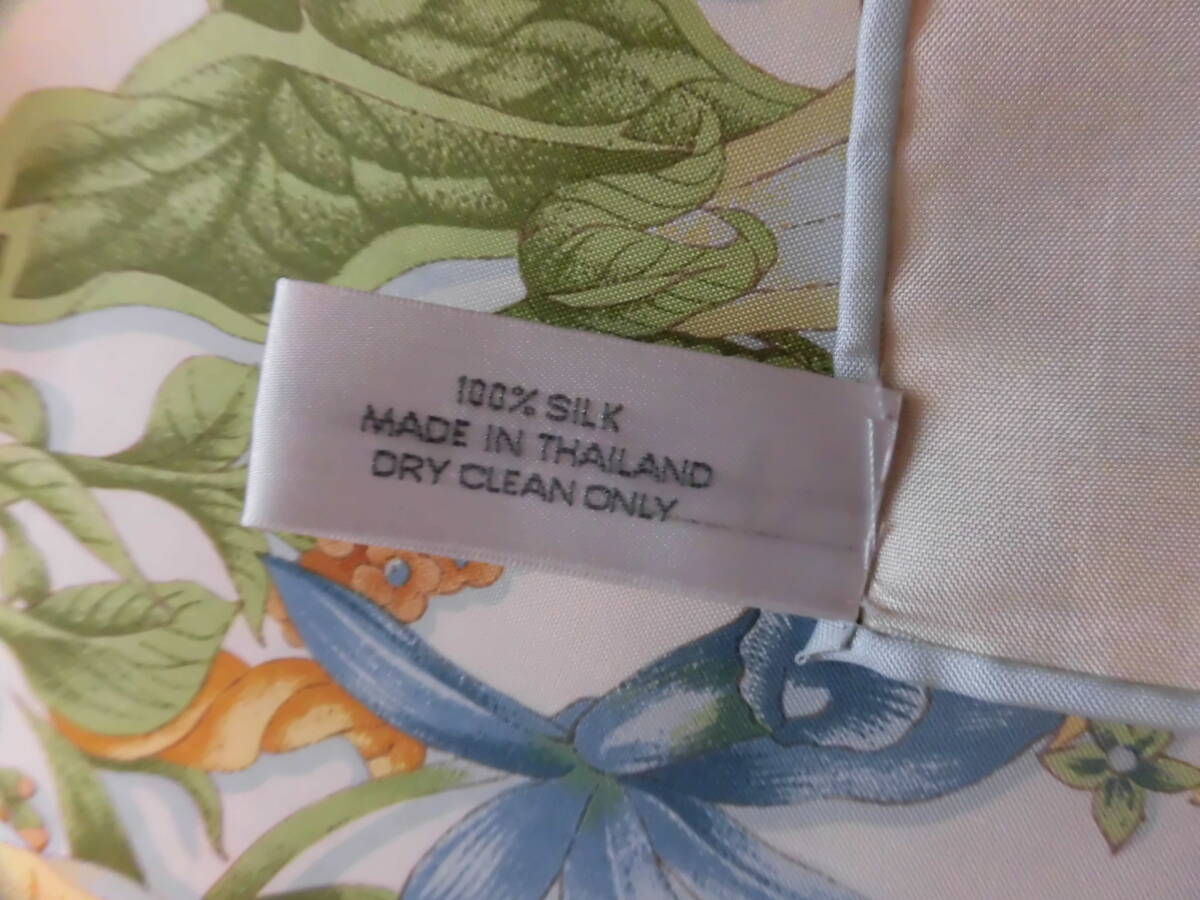 100% SILK
MADE IN THAILAND
DRY CLEAN ONLY